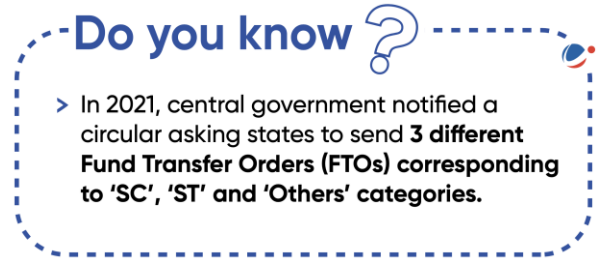 Do you know?
> In 2021, central government notified a
circular asking states to send 3 different
Fund Transfer Orders (FTOs) corresponding
to ‘SC’, ‘ST’ and ‘Others’ categories.